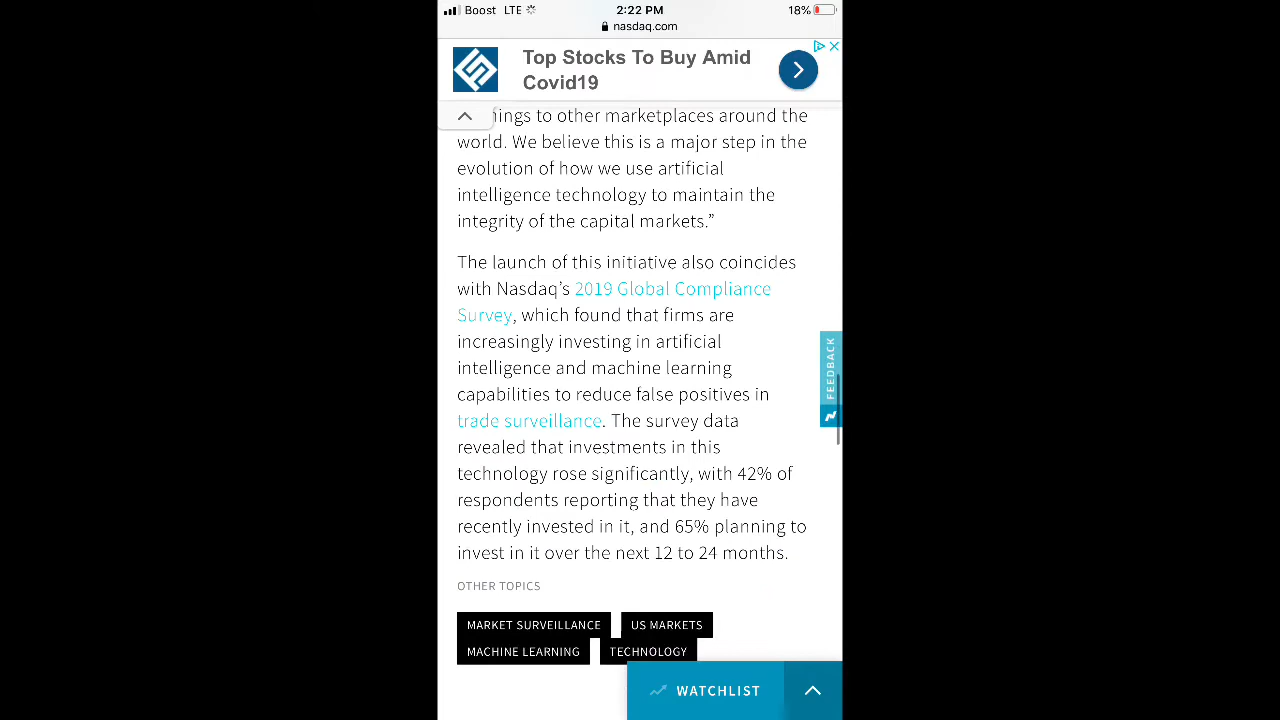 Boost LTE 2:22 PM 18%
nasdaq.com
Top Stocks To Buy Amid
Covid19
to other marketplaces around the
world. We believe this is a major step in the
evolution of how we use artificial
intelligence technology to maintain the
integrity of the capital markets.”
The launch of this initiative also coincides
with Nasdaq’s 2019 Global Compliance
Survey, which found that firms are
increasingly investing in artificial
intelligence and machine learning
capabilities to reduce false positives in
trade surveillance. The survey data
revealed that investments in this
technology rose significantly, with 42% of
respondents reporting that they have
recently invested in it, and 65% planning to
invest in it over the next 12 to 24 months.
FEEDBACK
OTHER TOPICS
MARKET SURVEILLANCE US MARKETS
MACHINE LEARNING TECHNOLOGY
WATCHLIST